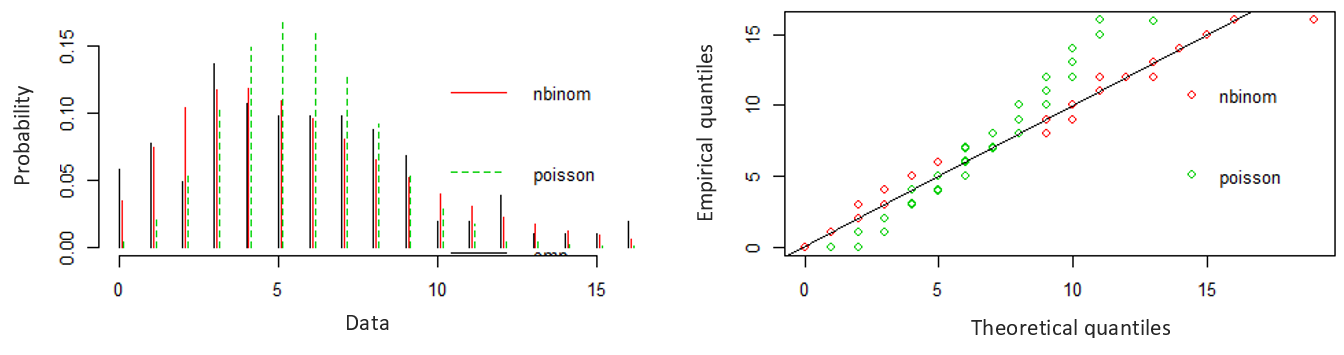 Probability
0.15
0.10
0.05
0.00
nbinom
poisson
0 5 10 15
Data
Empirical quantiles
15
10
5
0
nbinom
poisson
0 5 10 15
Theoretical quantiles